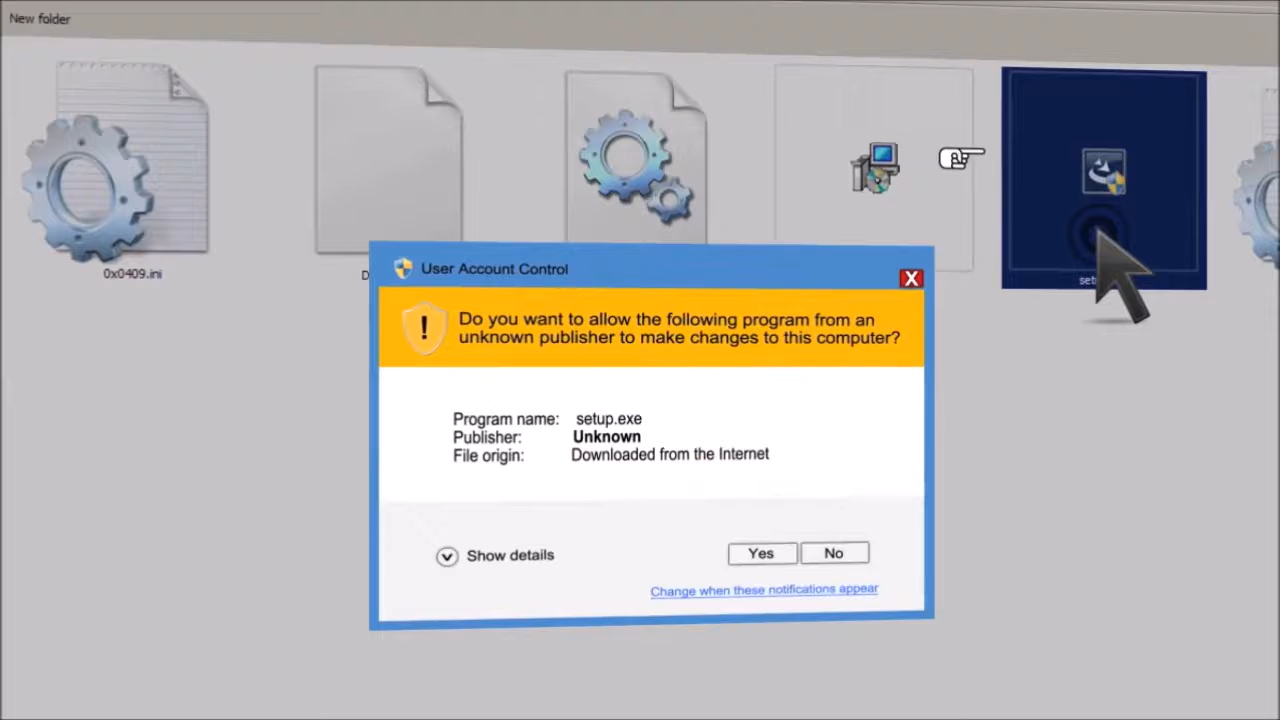 New folder
0x0409.ini
D
set
User Account Control
X
!
Do you want to allow the following program from an
unknown publisher to make changes to this computer?
Program name: setup.exe
Publisher: Unknown
File origin: Downloaded from the Internet
Show details
Yes
No
Change when these notifications appear